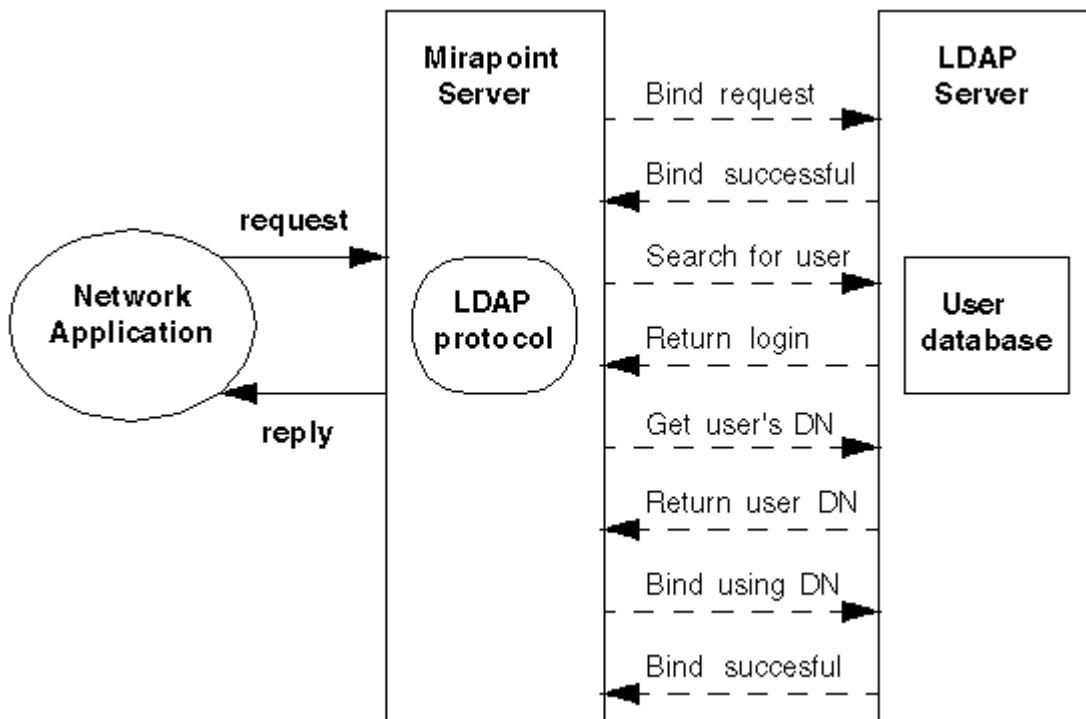 Mirapoint
Server
LDAP
Server
Bind request
Bind successful
request
Search for user
Network
Application
LDAP
protocol
User
database
Return login
reply
Get user's DN
Return user DN
Bind using DN
Bind succesful